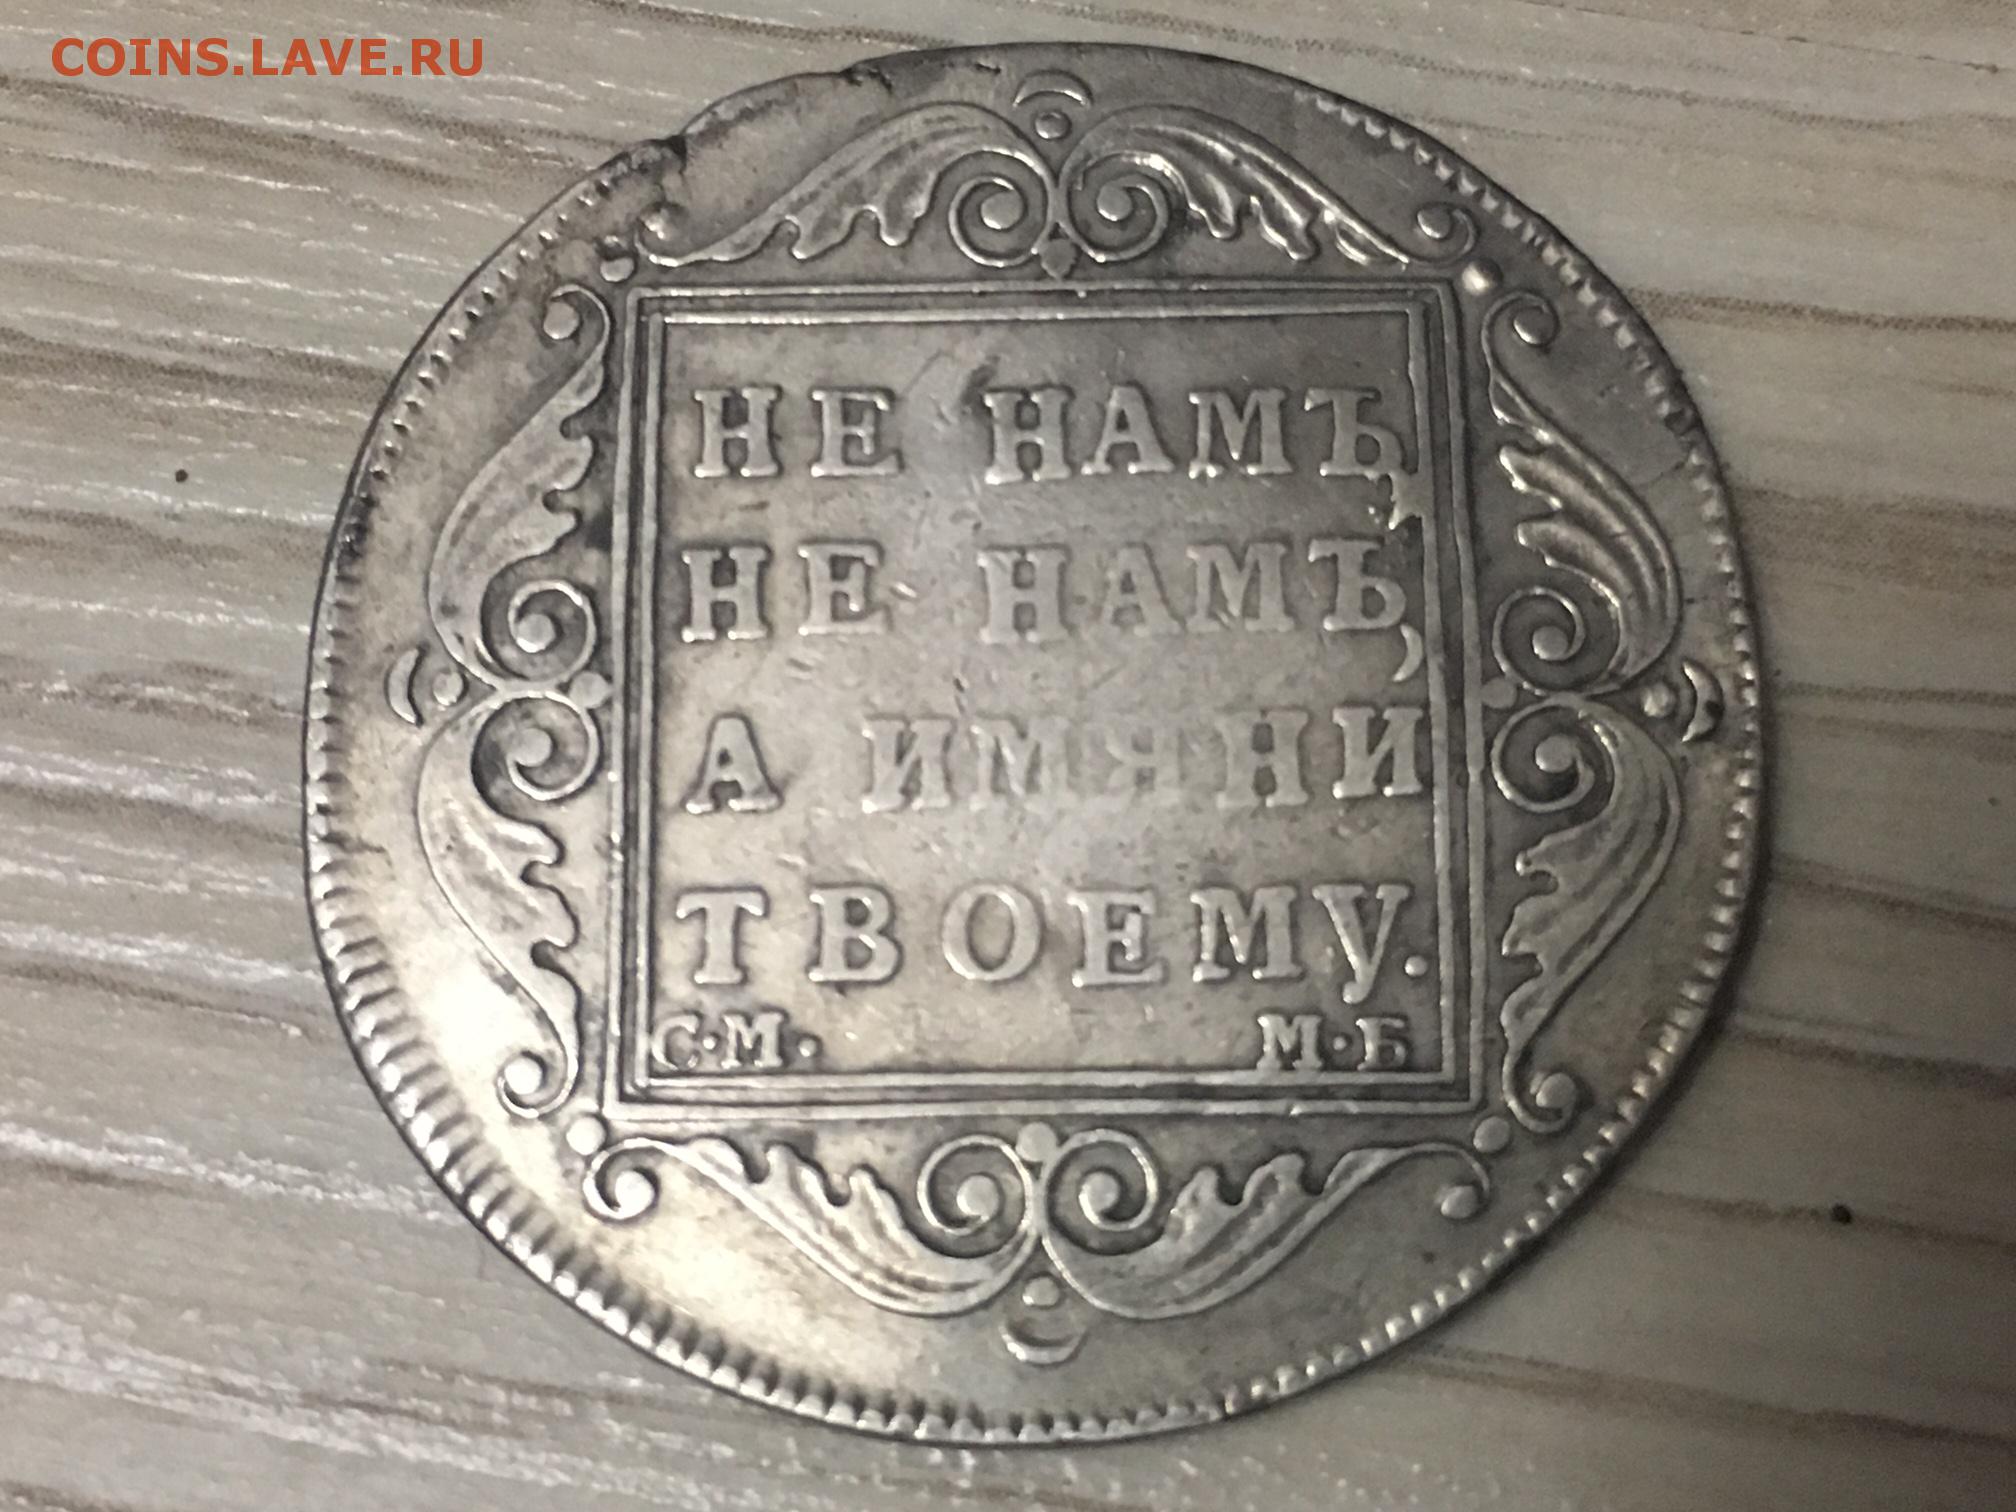 COINS.LAVE.RU
НЕ НАМЪ,
НЕ НАМЪ,
А ИМЯНИ
ТВОЕМУ.
С·М· М·Б